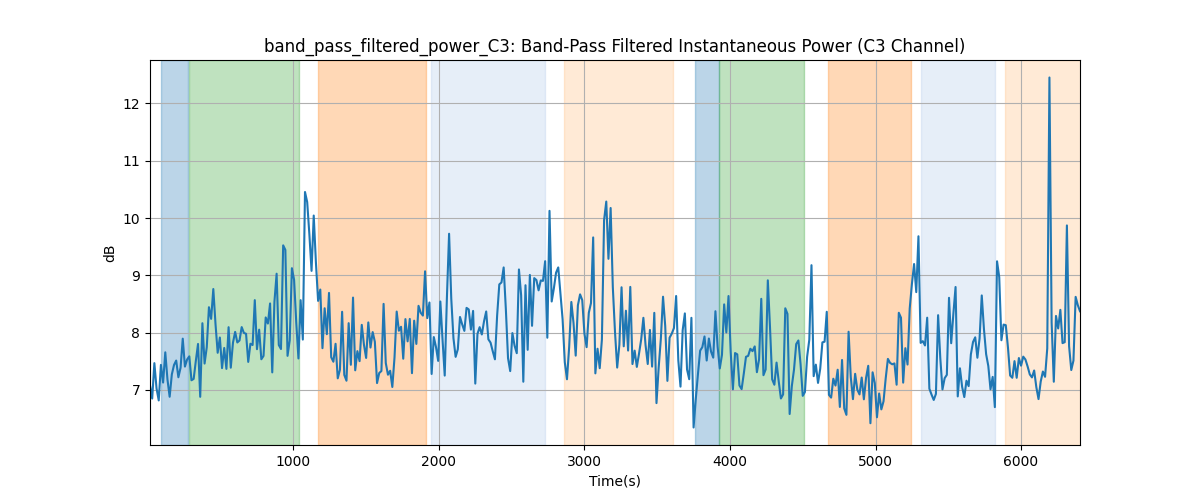 band_pass_filtered_power_C3: Band-Pass Filtered Instantaneous Power (C3 Channel)
12
11
10
9
8
7
dB
1000 2000 3000 4000 5000 6000
Time(s)